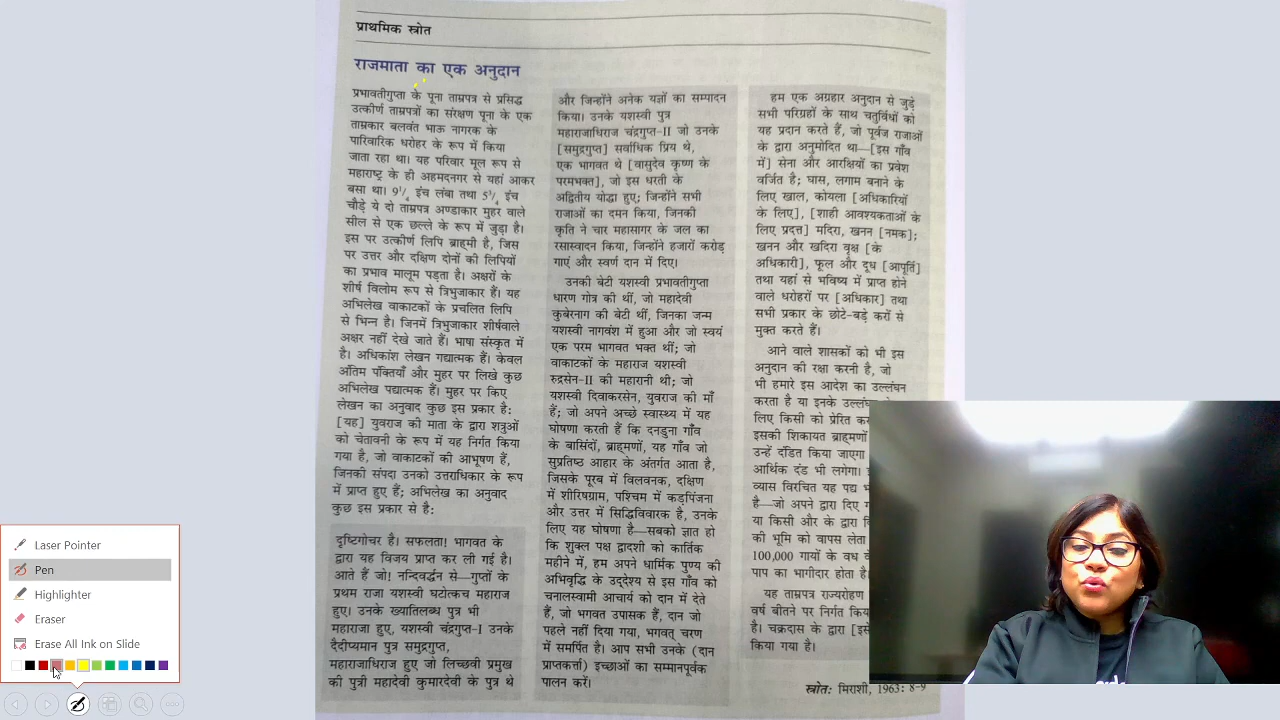 प्राथमिक स्त्रोत
राजमाता का एक अनुदान
प्रभावतीगुप्ता के पूना ताम्रपत्र से प्रसिद्ध
उत्कीर्ण ताम्रपत्रों का संरक्षण पूना के एक
ताम्रकार बलवंत भाऊ नागरक के
पारिवारिक धरोहर के रूप में किया
जाता रहा था। यह परिवार मूल रूप से
महाराष्ट्र के ही अहमदनगर से यहां आकर
बसा था। 9¹/₄ इंच लंबा तथा 5³/₄ इंच
चौड़े ये दो ताम्रपत्र अण्डाकार मुहर वाले
सील से एक छल्ले के रूप में जुड़ा है।
इस पर उत्कीर्ण लिपि ब्राह्मी है, जिस
पर उत्तर और दक्षिण दोनों की लिपियों
का प्रभाव मालूम पड़ता है। अक्षरों के
शीर्ष विलोम रूप से त्रिभुजाकार हैं। यह
अभिलेख वाकाटकों के प्रचलित लिपि
से भिन्न है। जिनमें त्रिभुजाकार शीर्षवाले
अक्षर नहीं देखे जाते हैं। भाषा संस्कृत में
है। अधिकांश लेखन गद्यात्मक हैं। केवल
अंतिम पंक्तियाँ और मुहर पर लिखे कुछ
अभिलेख पद्यात्मक हैं। मुहर पर किए
लेखन का अनुवाद कुछ इस प्रकार है:
[यह] युवराज की माता के द्वारा शत्रुओं
को चेतावनी के रूप में यह निर्गत किया
गया है, जो वाकाटकों की आभूषण हैं,
जिनकी संपदा उनको उत्तराधिकार के रूप
में प्राप्त हुए हैं; अभिलेख का अनुवाद
कुछ इस प्रकार से है:
दृष्टिगोचर है। सफलता! भागवत के
द्वारा यह विजय प्राप्त कर ली गई है।
आते हैं जो! नन्दिवर्द्धन से—गुप्तों के
प्रथम राजा यशस्वी घटोत्कच महाराज
हुए। उनके ख्यातिलब्ध पुत्र भी
महाराजा हुए, यशस्वी चंद्रगुप्त-I उनके
दैदीप्यमान पुत्र समुद्रगुप्त,
महाराजाधिराज हुए जो लिच्छवी प्रमुख
की पुत्री महादेवी कुमारदेवी के पुत्र थे
और जिन्होंने अनेक यज्ञों का सम्पादन
किया। उनके यशस्वी पुत्र
महाराजाधिराज चंद्रगुप्त-II जो उनके
[समुद्रगुप्त] सर्वाधिक प्रिय थे,
एक भागवत थे [वासुदेव कृष्ण के
परमभक्त], जो इस धरती के
अद्वितीय योद्धा हुए; जिन्होंने सभी
राजाओं का दमन किया, जिनकी
कृति ने चार महासागर के जल का
रसास्वादन किया, जिन्होंने हजारों करोड़
गाएं और स्वर्ण दान में दिए।
उनकी बेटी यशस्वी प्रभावतीगुप्ता
धारण गोत्र की थीं, जो महादेवी
कुबेरनाग की बेटी थीं, जिनका जन्म
यशस्वी नागवंश में हुआ और जो स्वयं
एक परम भागवत भक्त थीं; जो
वाकाटकों के महाराज यशस्वी
रुद्रसेन-II की महारानी थी; जो
यशस्वी दिवाकरसेन, युवराज की माँ
हैं; जो अपने अच्छे स्वास्थ्य में यह
घोषणा करती हैं कि दनडुना गाँव
के बासिंदों, ब्राह्मणों, यह गाँव जो
सुप्रतिष्ठ आहार के अंतर्गत आता है,
जिसके पूरब में विलवनक, दक्षिण
में शीरिषग्राम, पश्चिम में कड़पिंजना
और उत्तर में सिद्धिविवारक है, उनके
लिए यह घोषणा है—सबको ज्ञात हो
कि शुक्ल पक्ष द्वादशी को कार्तिक
महीने में, हम अपने धार्मिक पुण्य की
अभिवृद्धि के उद्देश्य से इस गाँव को
चनालस्वामी आचार्य को दान में देते
हैं, जो भगवत उपासक हैं, दान जो
पहले नहीं दिया गया, भगवत् चरण
में समर्पित है। आप सभी उनके (दान
प्राप्तकर्त्ता) इच्छाओं का सम्मानपूर्वक
पालन करें।
हम एक अग्रहार अनुदान से जुड़े
सभी परिग्रहों के साथ चतुर्विधों को
यह प्रदान करते हैं, जो पूर्वज राजाओं
के द्वारा अनुमोदित था—[इस गाँव
में] सेना और आरक्षियों का प्रवेश
वर्जित है; घास, लगाम बनाने के
लिए खाल, कोयला [अधिकारियों
के लिए], [शाही आवश्यकताओं के
लिए प्रदत्त] मदिरा, खनन [नमक];
खनन और खदिरा वृक्ष [के
अधिकारी], फूल और दूध [आपूर्ति]
तथा यहां से भविष्य में प्राप्त होने
वाले धरोहरों पर [अधिकार] तथा
सभी प्रकार के छोटे-बड़े करों से
मुक्त करते हैं।
आने वाले शासकों को भी इस
अनुदान की रक्षा करनी है, जो
भी हमारे इस आदेश का उल्लंघन
करता है या इनके उल्लंघ
लिए किसी को प्रेरित कर
इसकी शिकायत ब्राह्मणों
उन्हें दंडित किया जाएगा
आर्थिक दंड भी लगेगा।
व्यास विरचित यह पद्य
है—जो अपने द्वारा दिए
या किसी और के द्वारा
की भूमि को वापस लेता
100,000 गायों के वध
पाप का भागीदार होता है।
यह ताम्रपत्र राज्यरोहण
वर्ष बीतने पर निर्गत
है। चक्रदास के द्वारा
किया गया है।
स्त्रोत: मिराशी, 1963: 8-9
Laser Pointer
Pen
Highlighter
Eraser
Erase All Ink on Slide